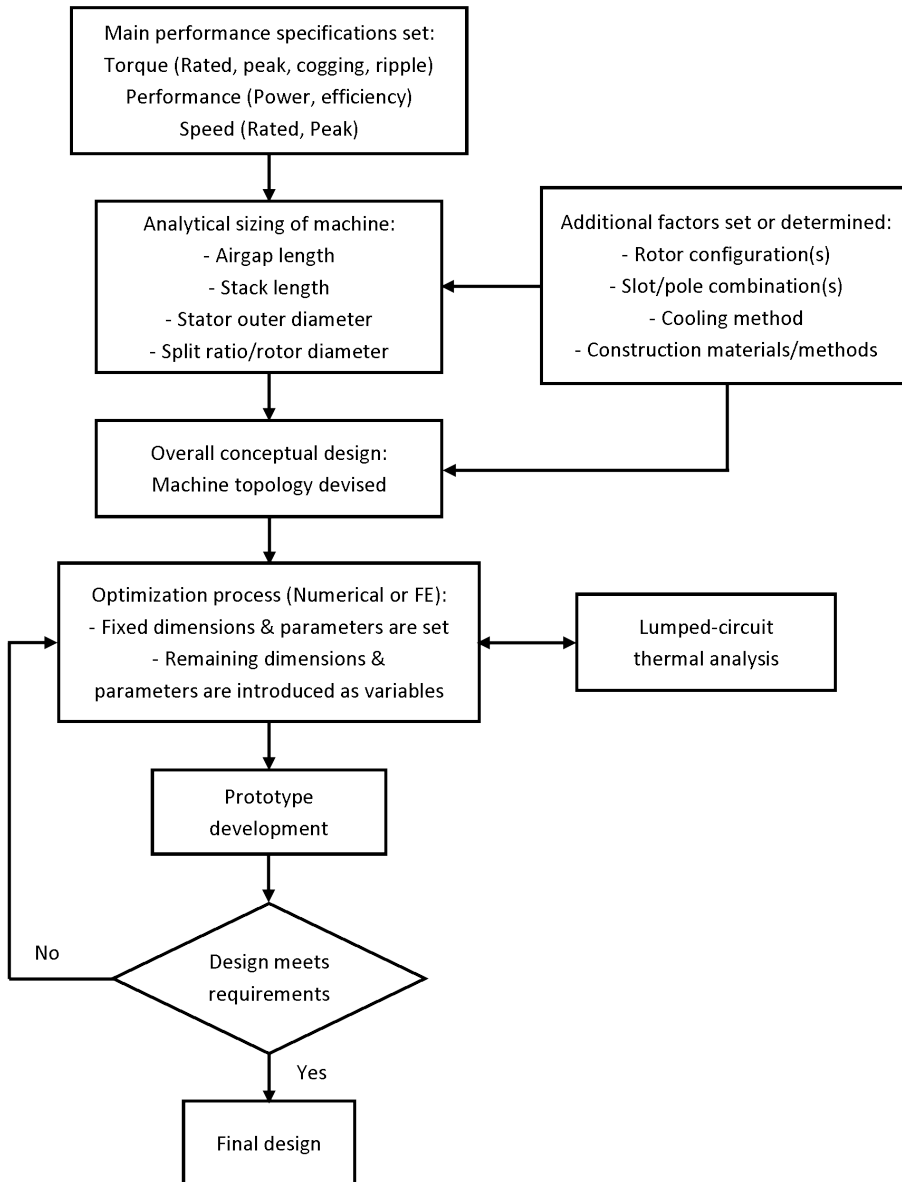 Main performance specifications set:
Torque (Rated, peak, cogging, ripple)
Performance (Power, efficiency)
Speed (Rated, Peak)
Analytical sizing of machine:
- Airgap length
- Stack length
- Stator outer diameter
- Split ratio/rotor diameter
Additional factors set or determined:
- Rotor configuration(s)
- Slot/pole combination(s)
- Cooling method
- Construction materials/methods
Overall conceptual design:
Machine topology devised
Optimization process (Numerical or FE):
- Fixed dimensions & parameters are set
- Remaining dimensions &
parameters are introduced as variables
Lumped-circuit
thermal analysis
Prototype
development
No
Design meets
requirements
Yes
Final design